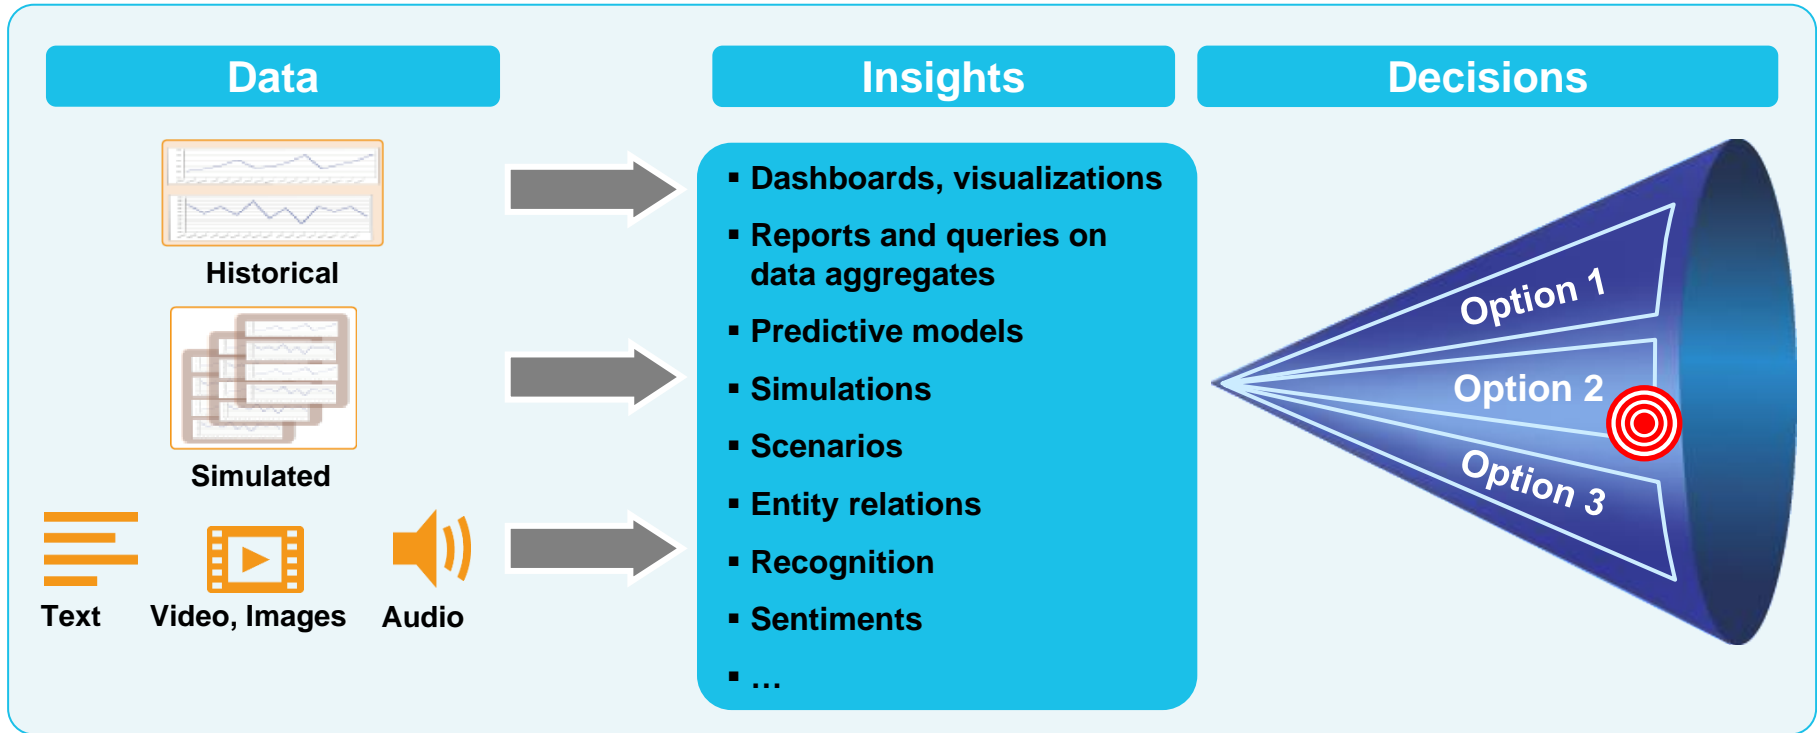 Data
Insights
Decisions
Historical
Simulated
Text
Video, Images
Audio
▪ Dashboards, visualizations
▪ Reports and queries on
data aggregates
▪ Predictive models
▪ Simulations
▪ Scenarios
▪ Entity relations
▪ Recognition
▪ Sentiments
▪ …
Option 1
Option 2
Option 3